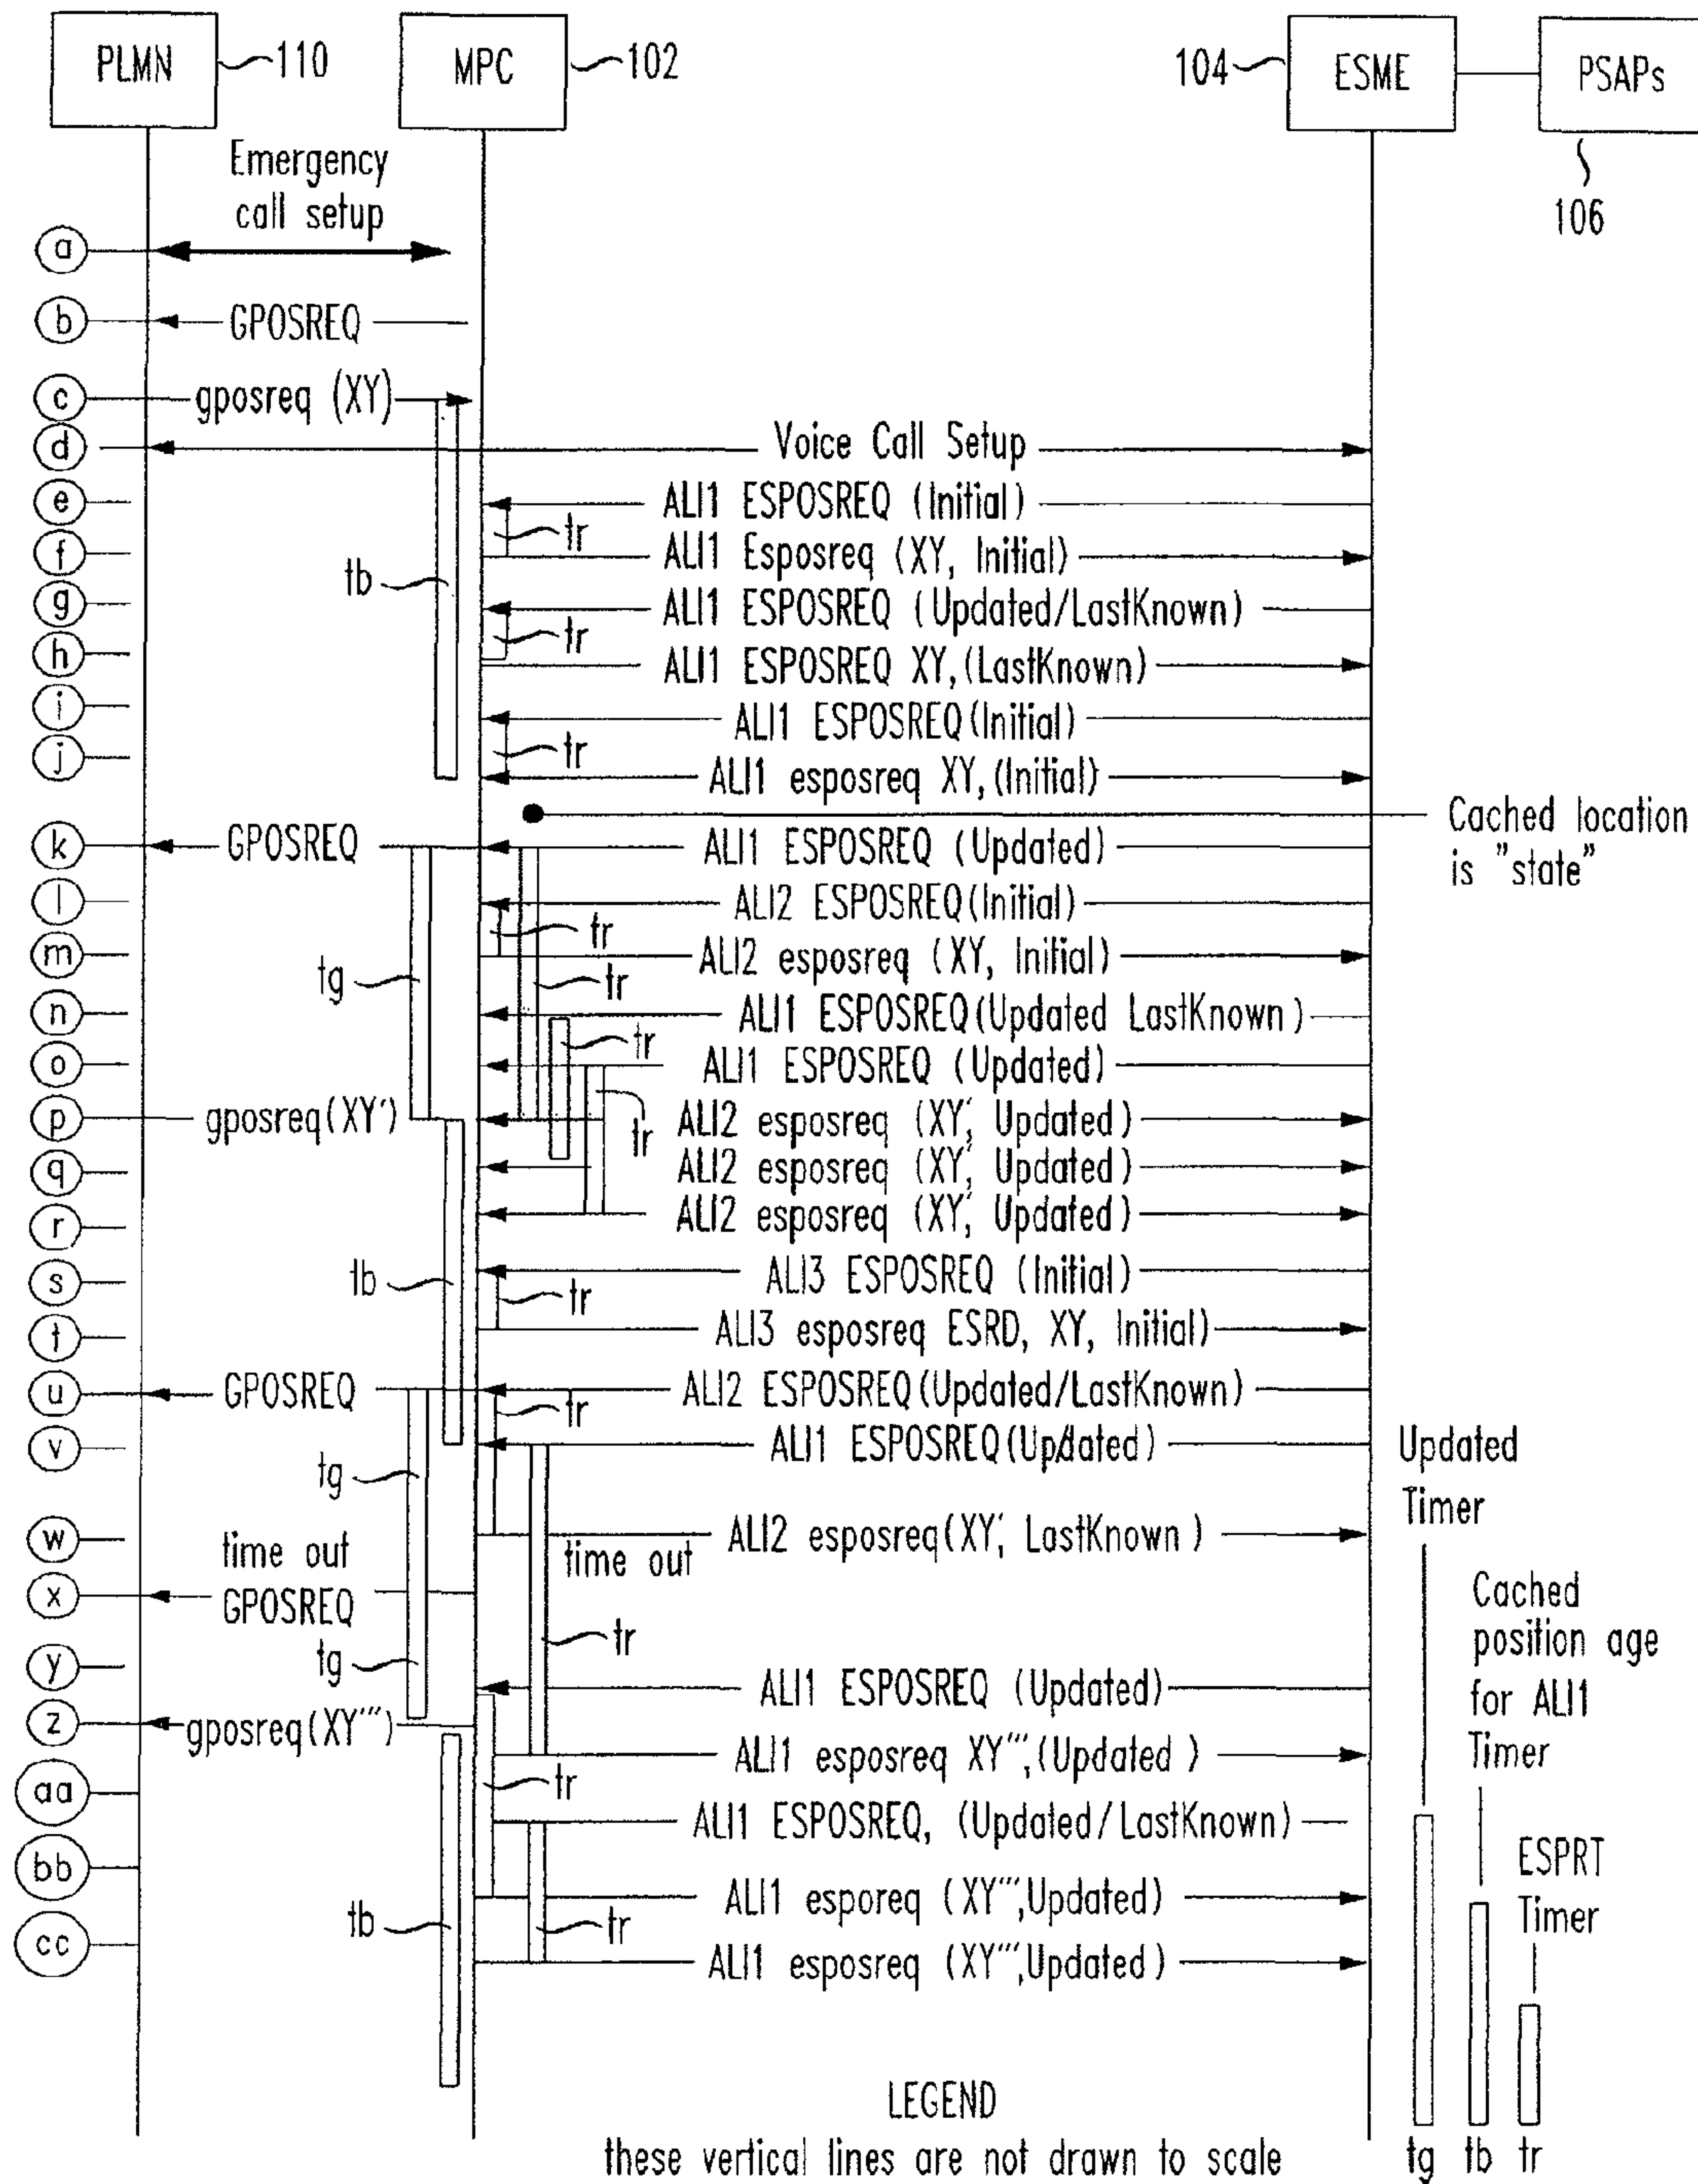 PLMN 110 MPC 102 104 ESME PSAPs
106
Emergency
call setup
a
b GPOSREQ
c gposreq (XY)
d Voice Call Setup
e ALI1 ESPOSREQ (Initial)
tr
f ALI1 Esposreq (XY, Initial)
tb
g ALI1 ESPOSREQ (Updated/LastKnown)
tr
h ALI1 ESPOSREQ XY,(LastKnown)
i ALI1 ESPOSREQ(Initial)
tr
j ALI1 esposreq XY,(Initial)
Cached location
is "state"
k GPOSREQ ALI1 ESPOSREQ (Updated)
l ALI2 ESPOSREQ(Initial)
tr
m ALI2 esposreq (XY, Initial)
tg tr
n ALI1 ESPOSREQ(Updated LastKnown)
tr
o ALI1 ESPOSREQ (Updated)
p gposreq(XY') tr ALI2 esposreq (XY', Updated)
q ALI2 esposreq (XY', Updated)
r ALI2 esposreq (XY', Updated)
s ALI3 ESPOSREQ (Initial)
tb tr
t ALI3 esposreq ESRD, XY, Initial)
u GPOSREQ ALI2 ESPOSREQ(Updated/LastKnown)
tr
v ALI1 ESPOSREQ(Updated)
tg
w ALI2 esposreq(XY', LastKnown)
time out time out
x GPOSREQ
tr
y tg
ALI1 ESPOSREQ (Updated)
z gposreq(XY''')
ALI1 esposreq XY''',(Updated)
tr
aa
ALI1 ESPOSREQ, (Updated/LastKnown)
bb
ALI1 esporeq (XY''',Updated)
tb tr
cc
ALI1 esposreq (XY''',Updated)
Updated
Timer
Cached
position age
for ALI1
Timer
ESPRT
Timer
tg tb tr
LEGEND
these vertical lines are not drawn to scale